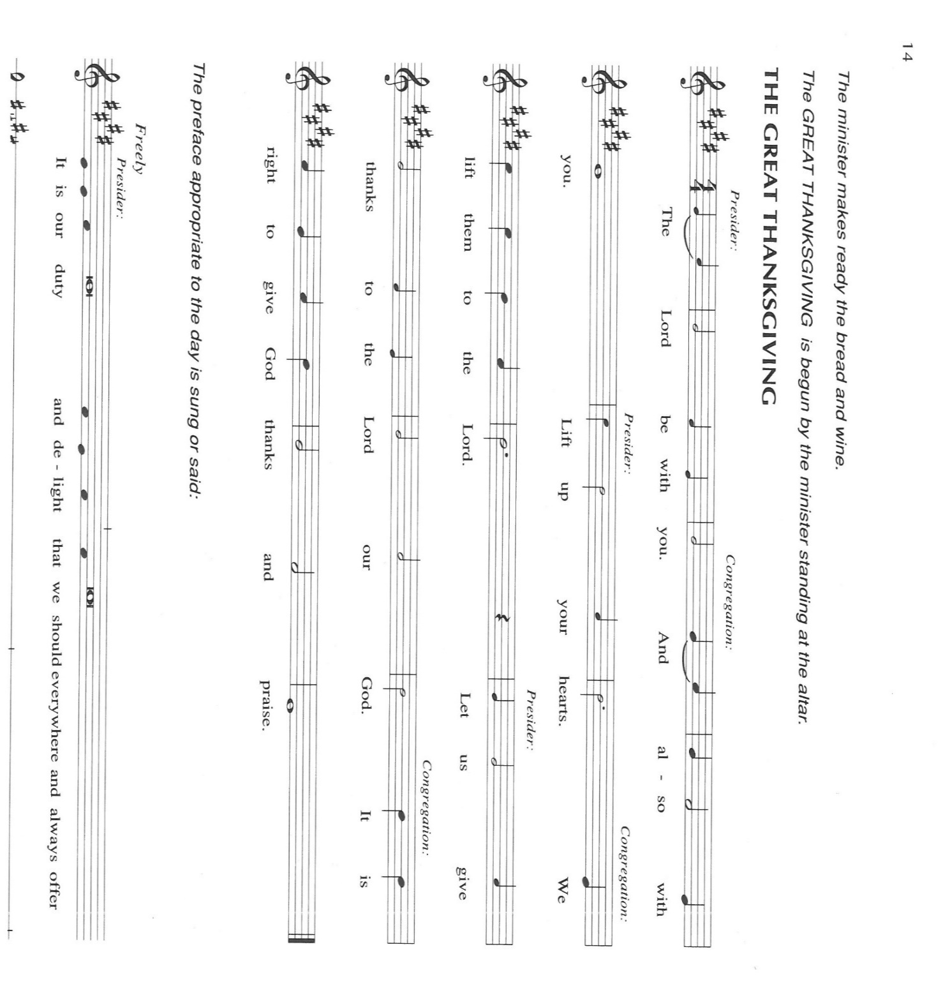 14
The minister makes ready the bread and wine.
The GREAT THANKSGIVING is begun by the minister standing at the altar.
THE GREAT THANKSGIVING
Presider: Congregation:
The Lord be with you. And al - so with
Presider: Congregation:
you. Lift up your hearts. We
Presider:
lift them to the Lord. Let us give
Congregation:
thanks to the Lord our God. It is
right to give God thanks and praise.
The preface appropriate to the day is sung or said:
Freely
Presider:
It is our duty and de - light that we should everywhere and always offer